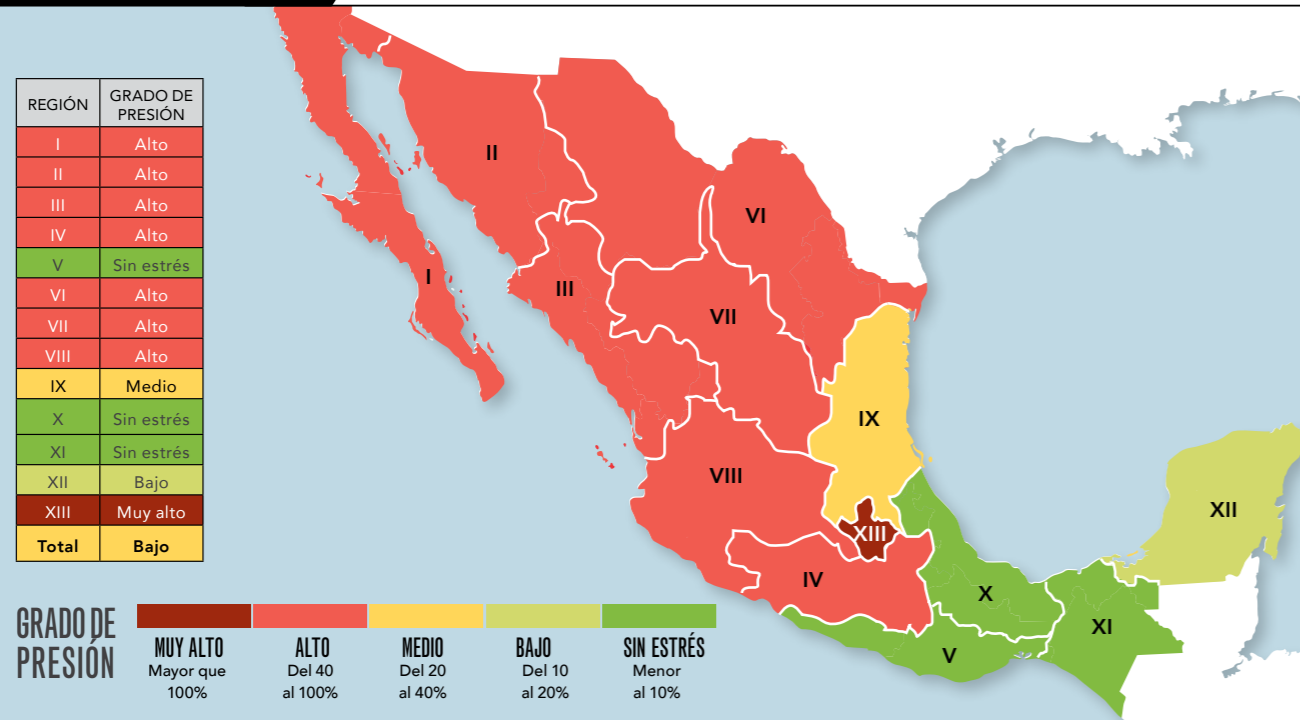 REGIÓN GRADO DE PRESIÓN
I Alto
II Alto
III Alto
IV Alto
V Sin estrés
VI Alto
VII Alto
VIII Alto
IX Medio
X Sin estrés
XI Sin estrés
XII Bajo
XIII Muy alto
Total Bajo
II
VI
I
III
VII
IX
VIII
XII
XIII
IV
X
XI
V
GRADO DE
PRESIÓN
MUY ALTO
Mayor que
100%
ALTO
Del 40
al 100%
MEDIO
Del 20
al 40%
BAJO
Del 10
al 20%
SIN ESTRÉS
Menor
al 10%